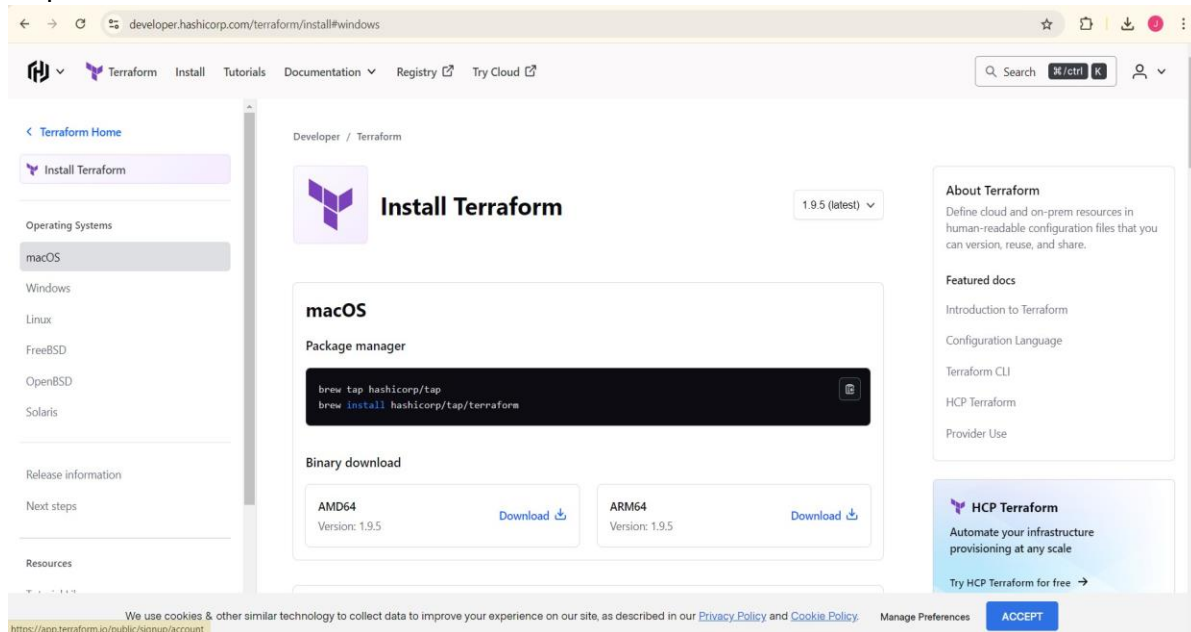 developer.hashicorp.com/terraform/install#windows
Terraform Install Tutorials Documentation Registry Try Cloud
Search ⌘/ctrl K
< Terraform Home
Install Terraform
Operating Systems
macOS
Windows
Linux
FreeBSD
OpenBSD
Solaris
Release information
Next steps
Resources
Developer / Terraform
Install Terraform
1.9.5 (latest)
macOS
Package manager
brew tap hashicorp/tap
brew install hashicorp/tap/terraform
Binary download
AMD64
Version: 1.9.5
Download
ARM64
Version: 1.9.5
Download
About Terraform
Define cloud and on-prem resources in
human-readable configuration files that you
can version, reuse, and share.
Featured docs
Introduction to Terraform
Configuration Language
Terraform CLI
HCP Terraform
Provider Use
HCP Terraform
Automate your infrastructure
provisioning at any scale
Try HCP Terraform for free →
We use cookies & other similar technology to collect data to improve your experience on our site, as described in our Privacy Policy and Cookie Policy.
Manage Preferences
ACCEPT
https://app.terraform.io/public/signup/account